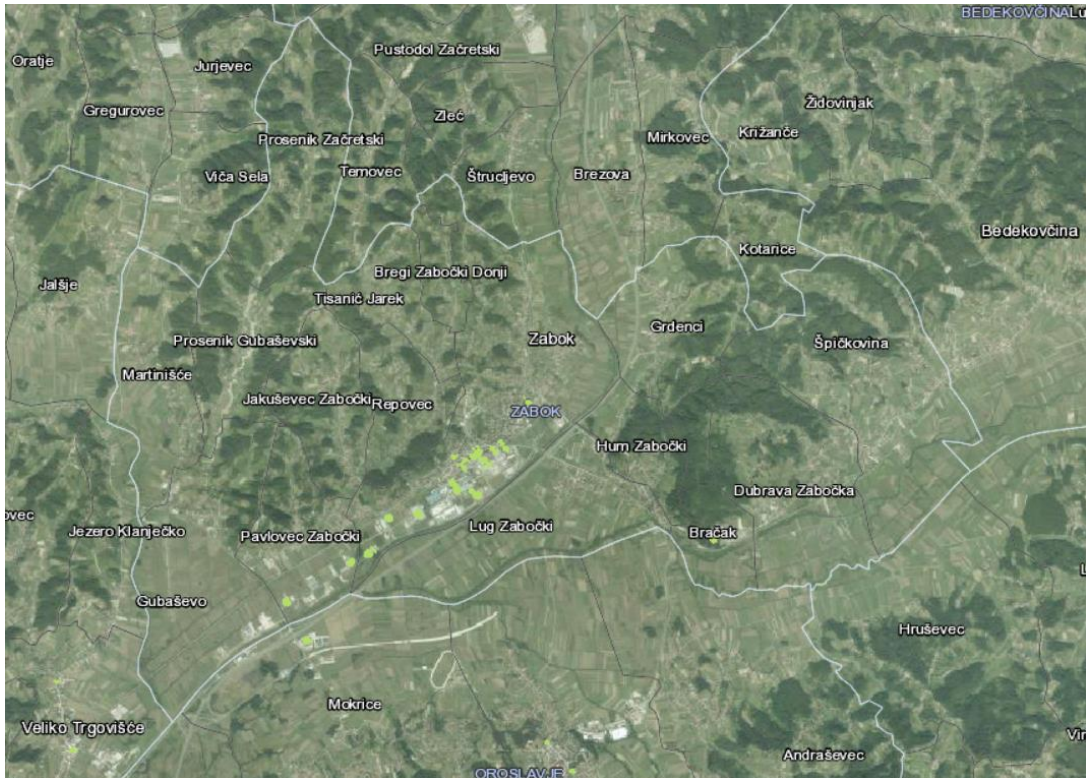 BEDEKOVČINA
Oratje
Jurjevec
Pustodol Začretski
Gregurovec
Zleć
Židovinjak
Prosenik Začretski
Mirkovec
Križanče
Viča Sela
Temovec
Štrucljevo
Brezova
Bedekovčina
Kotarice
Bregi Zabočki Donji
Jalšje
Tisanić Jarek
Prosenik Gubaševski
Zabok
Grdenci
Špičkovina
Martinišće
Jakuševec Zabočki
Repovec
ZABOK
Hum Zabočki
Dubrava Zabočka
Jezero Klanječko
Pavlovec Zabočki
Lug Zabočki
Bračak
Gubaševo
Hruševec
Mokrice
Veliko Trgovišće
Andraševec
OROSLAVJE